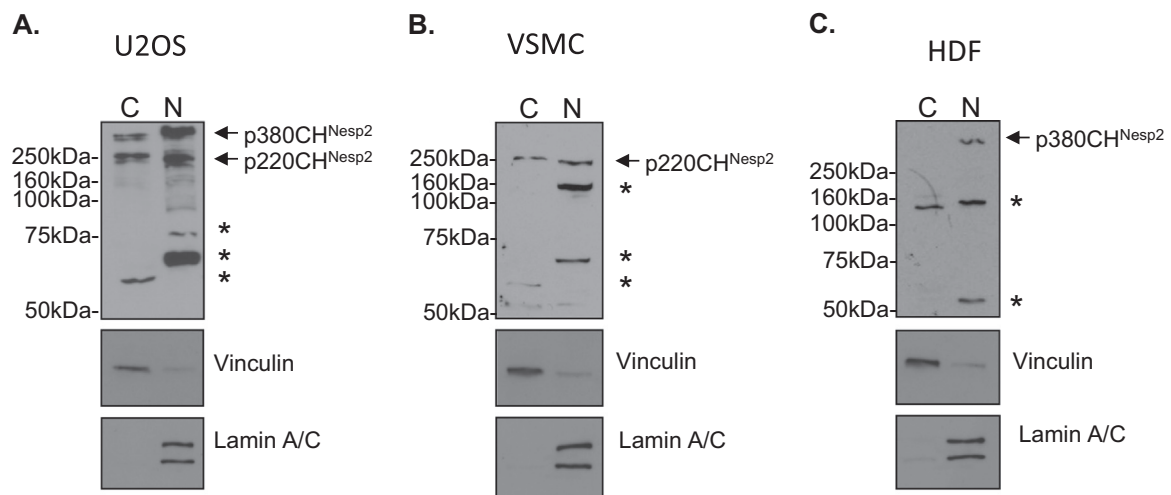 A.
U2OS
C N
p380CH^Nesp2
250kDa-
p220CH^Nesp2
160kDa-
100kDa-
75kDa-
*
*
*
50kDa-
Vinculin
Lamin A/C
B.
VSMC
C N
250kDa-
p220CH^Nesp2
160kDa-
*
100kDa-
75kDa-
*
*
50kDa-
Vinculin
Lamin A/C
C.
HDF
C N
p380CH^Nesp2
250kDa-
160kDa-
*
100kDa-
75kDa-
50kDa-
*
Vinculin
Lamin A/C